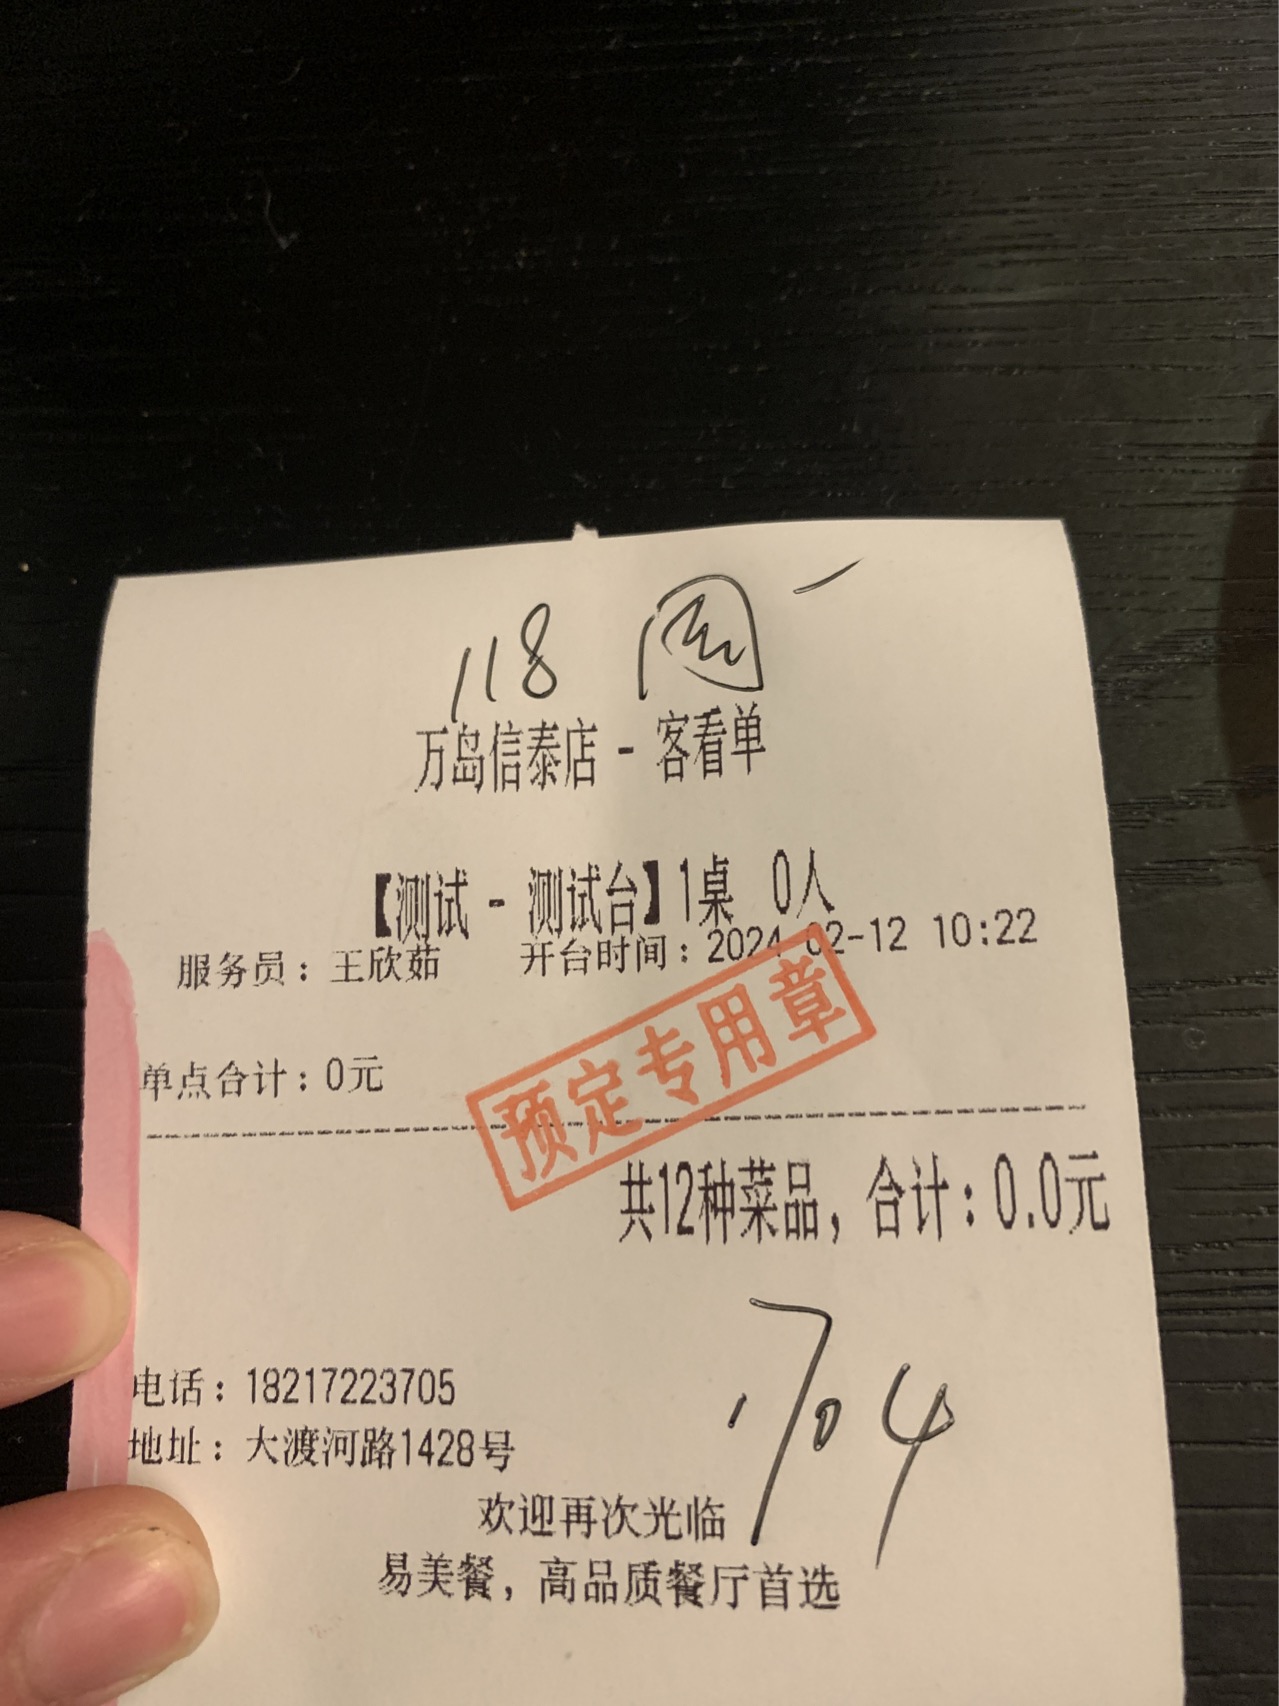 118
万岛信泰店 - 客看单
【测试 - 测试台】1桌 0人
服务员：王欣茹 开台时间：2024-02-12 10:22
预定专用章
单点合计：0元
共12种菜品，合计：0.0元
704
电话：18217223705
地址：大渡河路1428号
欢迎再次光临
易美餐，高品质餐厅首选